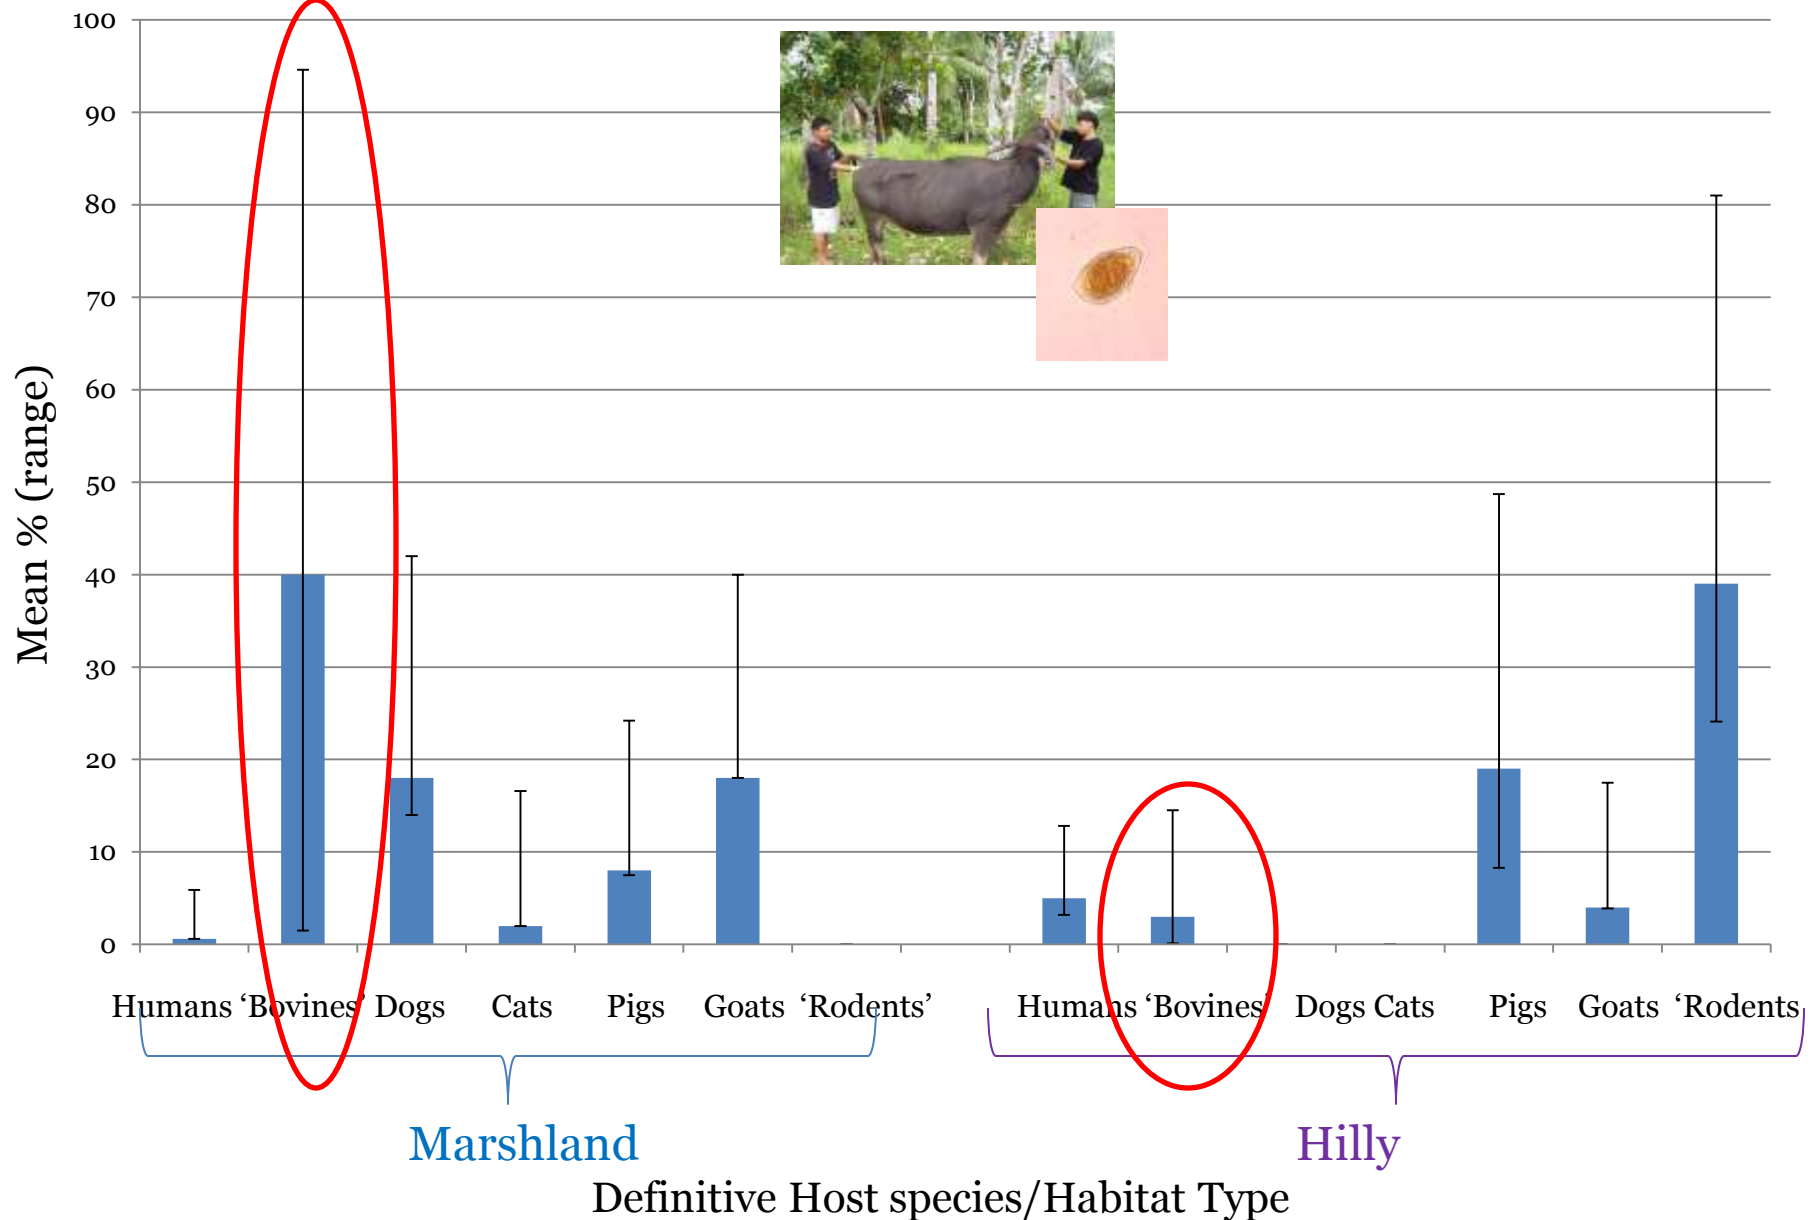 Mean % (range)
100
90
80
70
60
50
40
30
20
10
0
Humans ‘Bovines’ Dogs Cats Pigs Goats ‘Rodents’ Humans ‘Bovines’ Dogs Cats Pigs Goats ‘Rodents
Marshland Hilly
Definitive Host species/Habitat Type